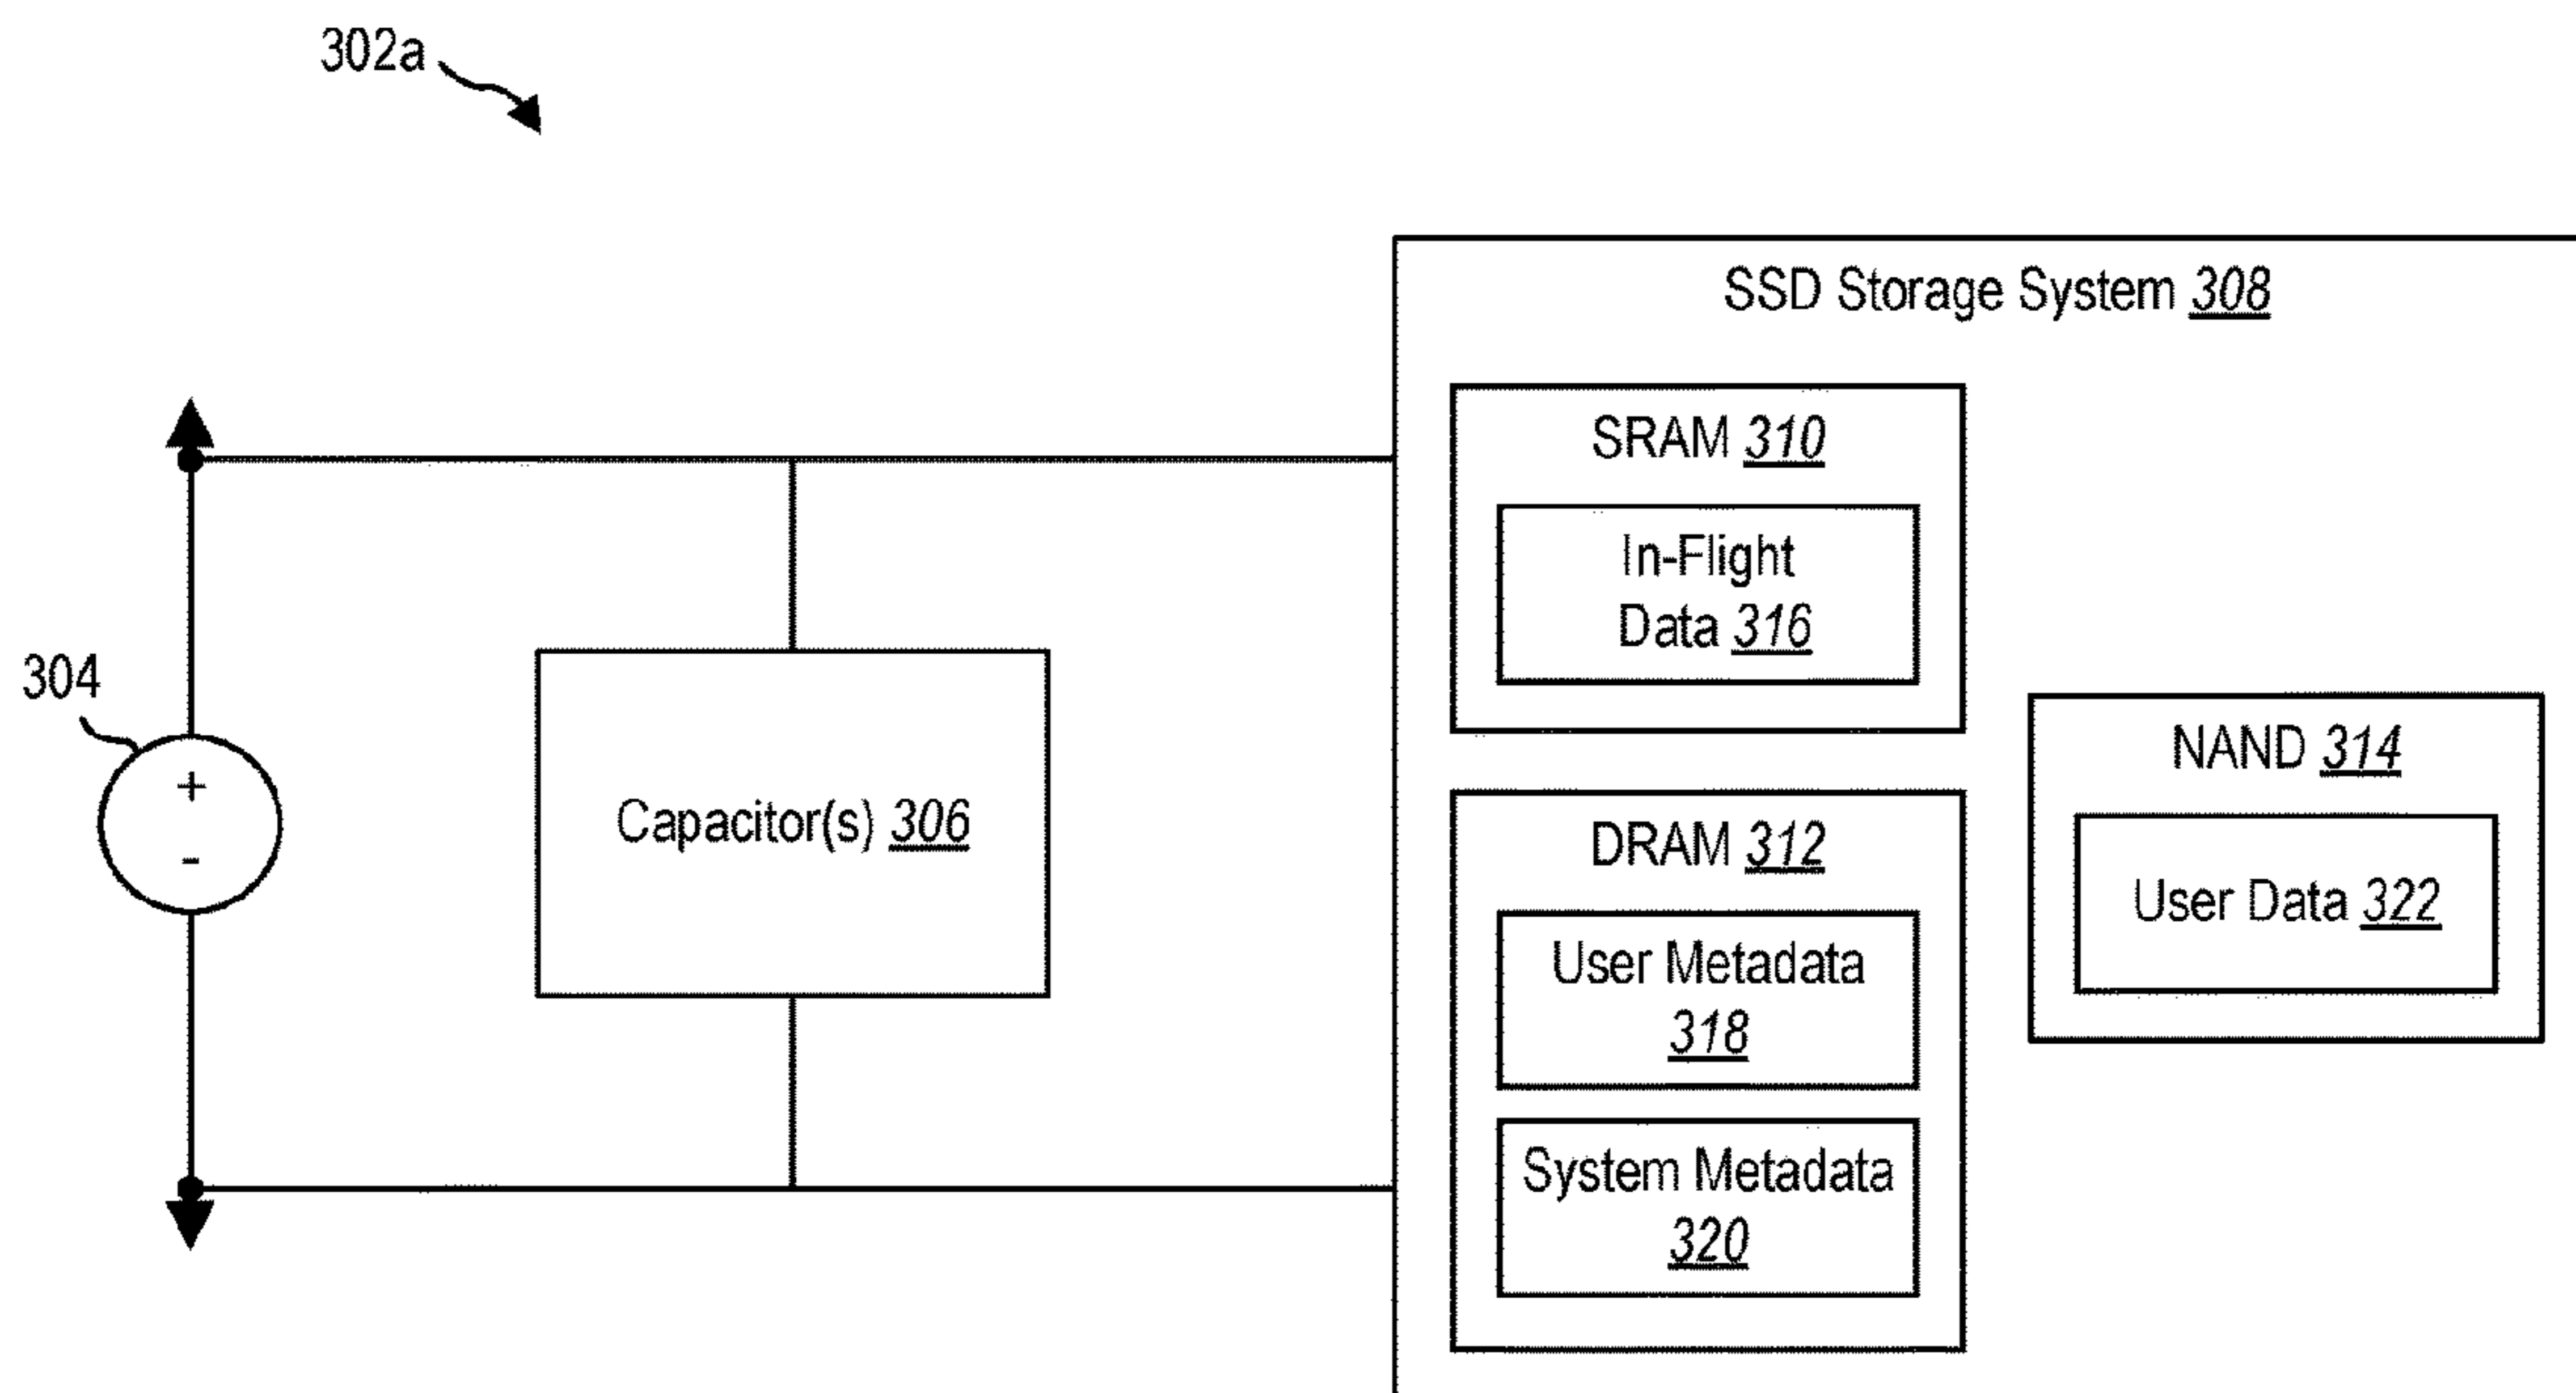 302a
SSD Storage System 308
SRAM 310
In-Flight
Data 316
304
+
-
Capacitor(s) 306
NAND 314
User Data 322
DRAM 312
User Metadata
318
System Metadata
320